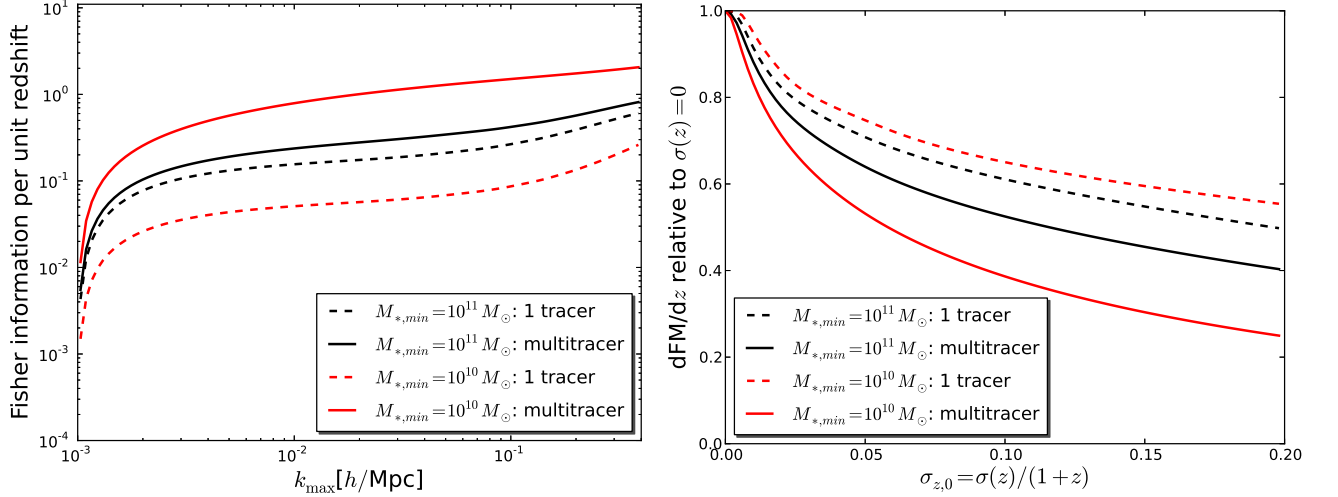 Fisher information per unit redshift
10^1
10^0
10^{-1}
10^{-2}
10^{-3}
10^{-4}
M_{*,min}=10^{11} M_⊙: 1 tracer
M_{*,min}=10^{11} M_⊙: multitracer
M_{*,min}=10^{10} M_⊙: 1 tracer
M_{*,min}=10^{10} M_⊙: multitracer
10^{-3} 10^{-2} 10^{-1}
k_{max}[h/Mpc]
dFM/dz relative to σ(z)=0
1.0
0.8
0.6
0.4
0.2
0.0
M_{*,min}=10^{11} M_⊙: 1 tracer
M_{*,min}=10^{11} M_⊙: multitracer
M_{*,min}=10^{10} M_⊙: 1 tracer
M_{*,min}=10^{10} M_⊙: multitracer
0.00 0.05 0.10 0.15 0.20
σ_{z,0}=σ(z)/(1+z)